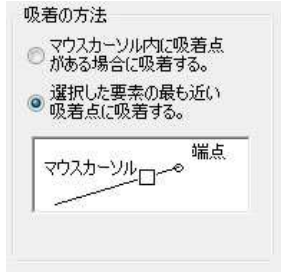 吸着の方法
マウスカーソル内に吸着点
がある場合に吸着する。
選択した要素の最も近い
吸着点に吸着する。
端点
マウスカーソル